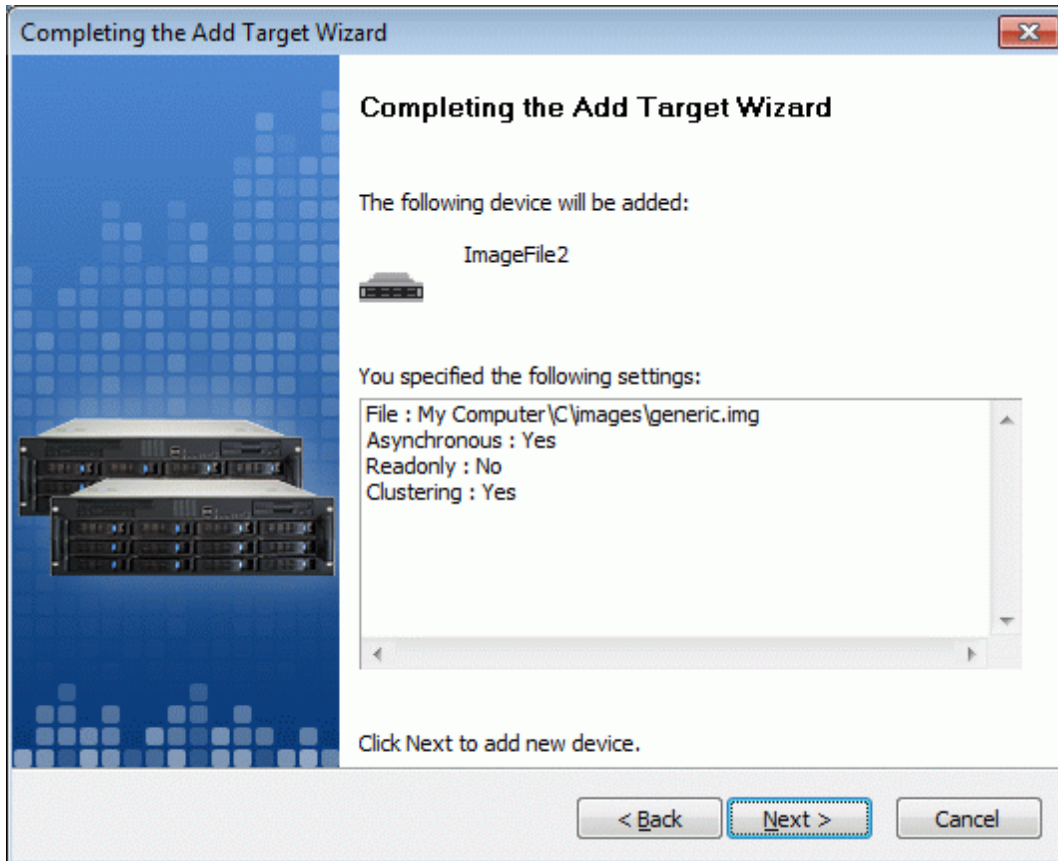 Completing the Add Target Wizard
Completing the Add Target Wizard
The following device will be added:
ImageFile2
You specified the following settings:
File : My Computer\C\images\generic.img
Asynchronous : Yes
Readonly : No
Clustering : Yes
Click Next to add new device.
< Back
Next >
Cancel